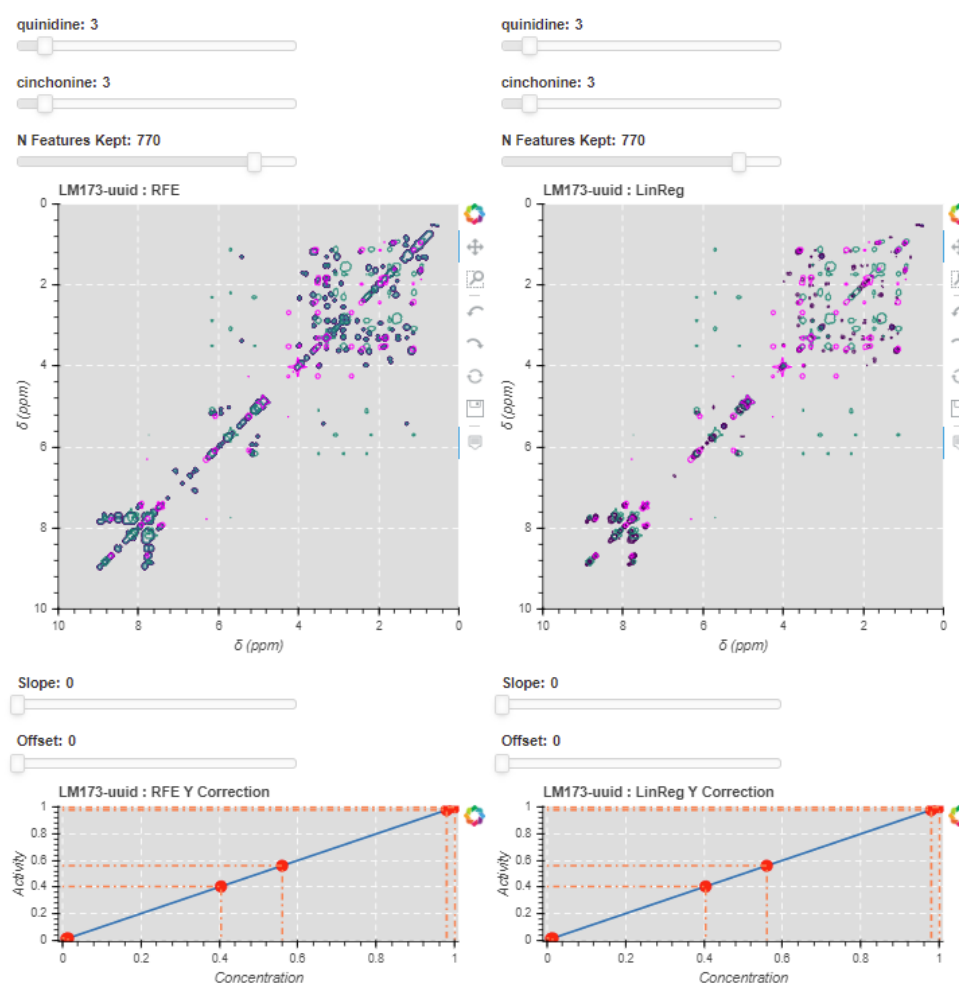 quinidine: 3
quinidine: 3
cinchonine: 3
cinchonine: 3
N Features Kept: 770
N Features Kept: 770
LM173-uuid : RFE
LM173-uuid : LinReg
0
2
4
6
8
10
δ (ppm)
10 8 6 4 2 0
δ (ppm)
0
2
4
6
8
10
δ (ppm)
10 8 6 4 2 0
δ (ppm)
Slope: 0
Slope: 0
Offset: 0
Offset: 0
LM173-uuid : RFE Y Correction
LM173-uuid : LinReg Y Correction
1
0.8
0.6
0.4
0.2
0
Activity
0 0.2 0.4 0.6 0.8 1
Concentration
1
0.8
0.6
0.4
0.2
0
Activity
0 0.2 0.4 0.6 0.8 1
Concentration